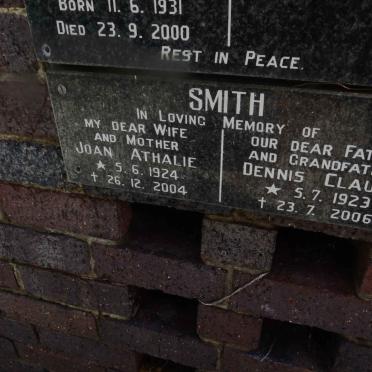 BORN 11. 6. 1931
DIED 23. 9. 2000
REST IN PEACE.
SMITH
IN LOVING MEMORY OF
MY DEAR WIFE
AND MOTHER
JOAN ATHALIE
★ 5. 6. 1924
✝ 26. 12. 2004
OUR DEAR FAT
AND GRANDFAT
DENNIS CLAU
★ 5. 7. 1923
✝ 23. 7. 2006